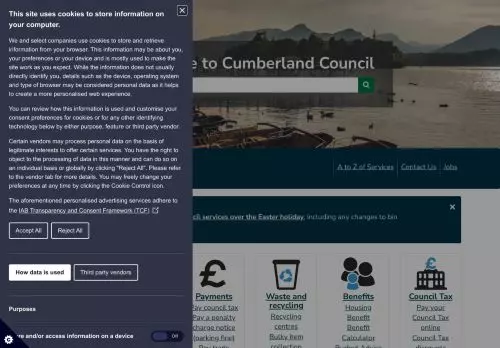 This site uses cookies to store information on
your computer.
We and select companies use cookies to store and retrieve
information from your browser. This information may be about you,
your preferences or your device and is mostly used to make the
site work as you expect. While the information does not usually
directly identify you, details such as the device, operating system
and type of browser may be considered personal data as it helps
to create a more personalised web experience.
You can review how this information is used and customise your
consent preferences for cookies or for any other identifying
technology below by either purpose, feature or third party vendor.
Certain vendors may process personal data on the basis of
legitimate interests to offer certain services. You have the right to
object to the processing of data in this manner and can do so on
an individual basis or globally by clicking "Reject All". Please refer
to the vendor tab for more details. You may freely change your
preferences at any time by clicking the Cookie Control icon.
The aforementioned personalised advertising services adhere to
the IAB Transparency and Consent Framework (TCF).
Accept All
Reject All
How data is used
Third party vendors
Purposes
and/or access information on a device
Off
to Cumberland Council
A to Z of Services
Contact Us
Jobs
services over the Easter holiday, including any changes to bin
Payments
Pay council tax
Pay a penalty
charge notice
(parking fine)
Waste and
recycling
Recycling
centres
Bulky item
collection
Benefits
Housing
Benefit
Benefit
Calculator
Budget Advice
Council Tax
Pay your
Council Tax
online
Council Tax
discounts